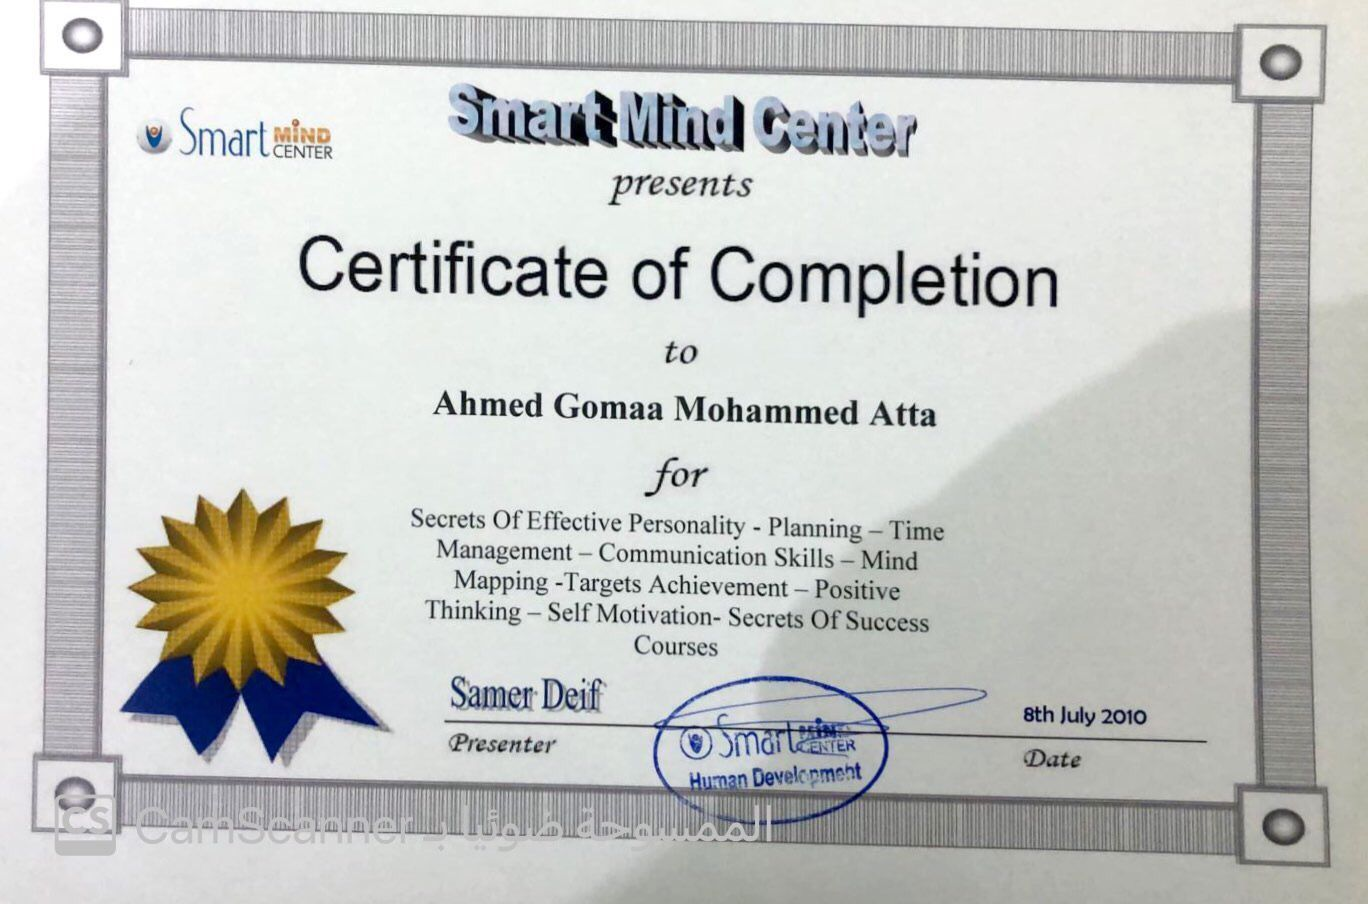 Smart MIND CENTER
Smart Mind Center
presents
Certificate of Completion
to
Ahmed Gomaa Mohammed Atta
for
Secrets Of Effective Personality - Planning – Time
Management – Communication Skills – Mind
Mapping -Targets Achievement – Positive
Thinking – Self Motivation- Secrets Of Success
Courses
Samer Deif
Presenter
Smart MIND CENTER
Human Development
8th July 2010
Date
CS CamScanner الممسوحة ضوئيا بـ